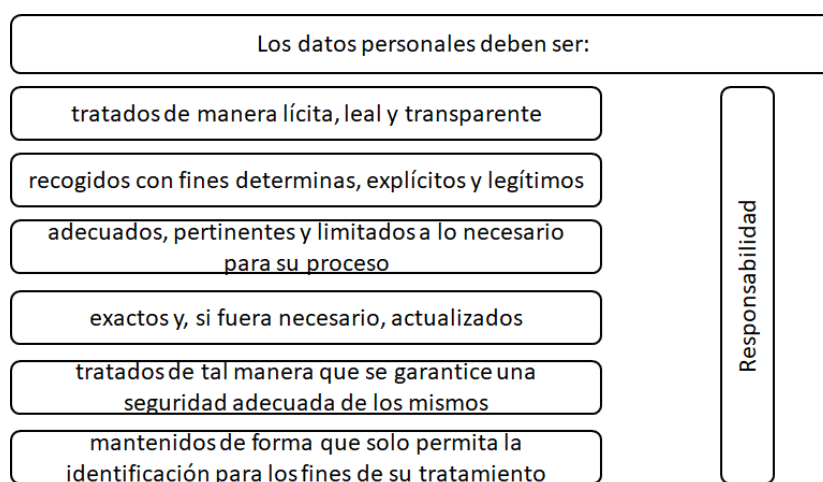 Los datos personales deben ser:
tratados de manera lícita, leal y transparente
recogidos con fines determinas, explícitos y legítimos
adecuados, pertinentes y limitados a lo necesario
para su proceso
exactos y, si fuera necesario, actualizados
tratados de tal manera que se garantice una
seguridad adecuada de los mismos
mantenidos de forma que solo permita la
identificación para los fines de su tratamiento
Responsabilidad